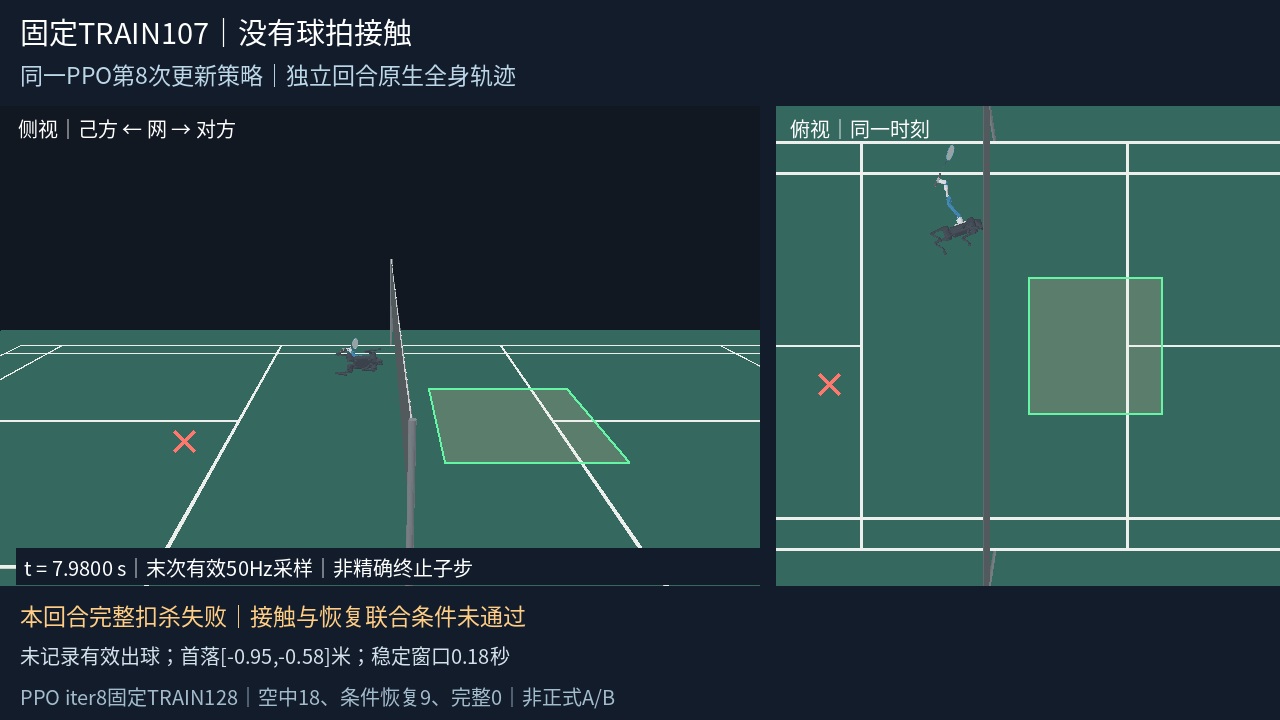 固定TRAIN107｜没有球拍接触
同一PPO第8次更新策略｜独立回合原生全身轨迹
侧视｜己方 ← 网 → 对方
俯视｜同一时刻
t = 7.9800 s｜末次有效50Hz采样｜非精确终止子步
本回合完整扣杀失败｜接触与恢复联合条件未通过
未记录有效出球；首落[-0.95,-0.58]米；稳定窗口0.18秒
PPO iter8固定TRAIN128｜空中18、条件恢复9、完整0｜非正式A/B